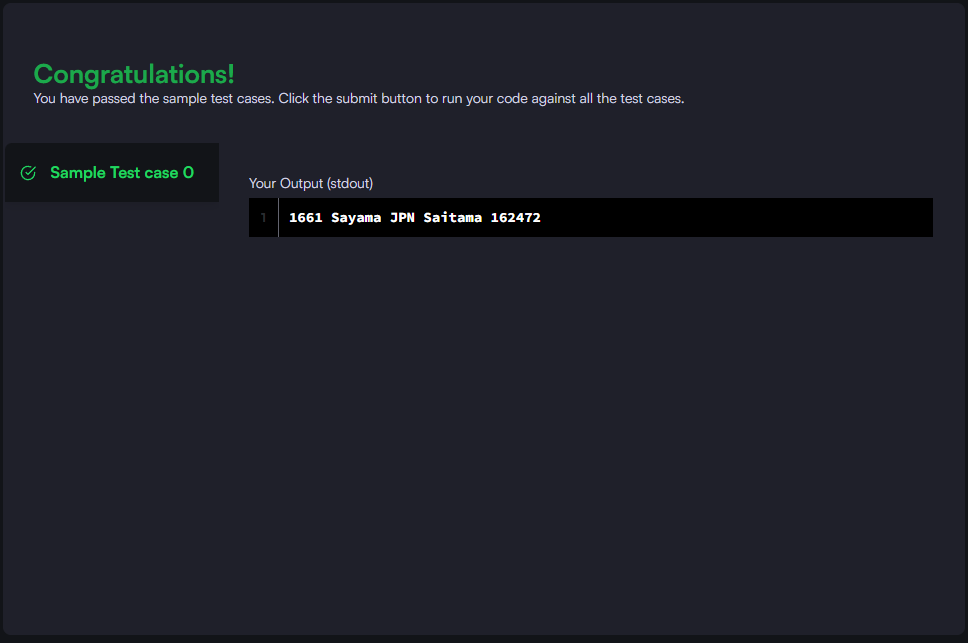 Congratulations!
You have passed the sample test cases. Click the submit button to run your code against all the test cases.
Sample Test case 0
Your Output (stdout)
1 1661 Sayama JPN Saitama 162472